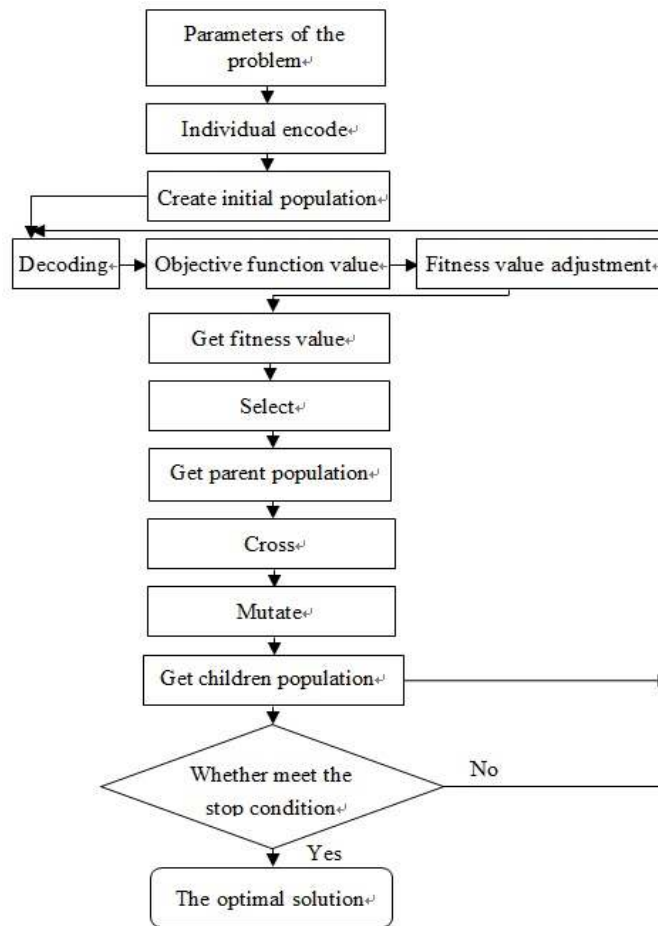 Parameters of the
problem↵
Individual encode↵
Create initial population↵
Decoding↵
Objective function value↵
Fitness value adjustment↵
Get fitness value↵
Select↵
Get parent population↵
Cross↵
Mutate↵
Get children population↵
Whether meet the
stop condition↵
No
Yes
The optimal solution↵